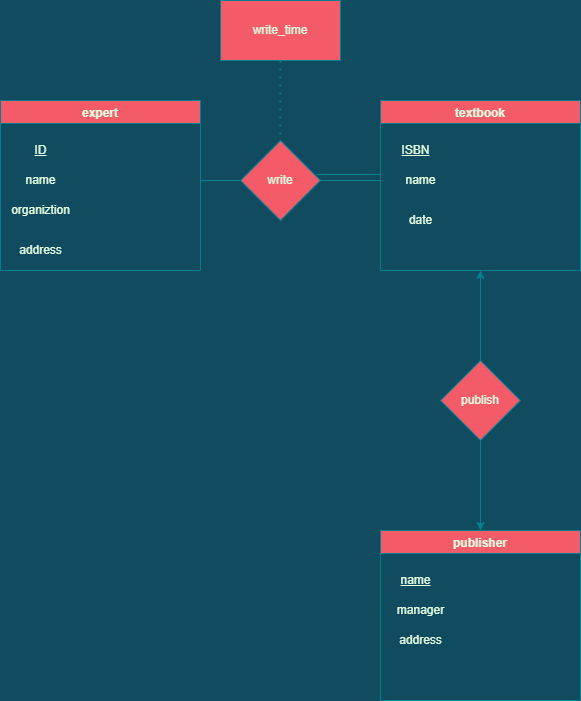 write_time
expert
ID
name
organiztion
address
write
textbook
ISBN
name
date
publish
publisher
name
manager
address